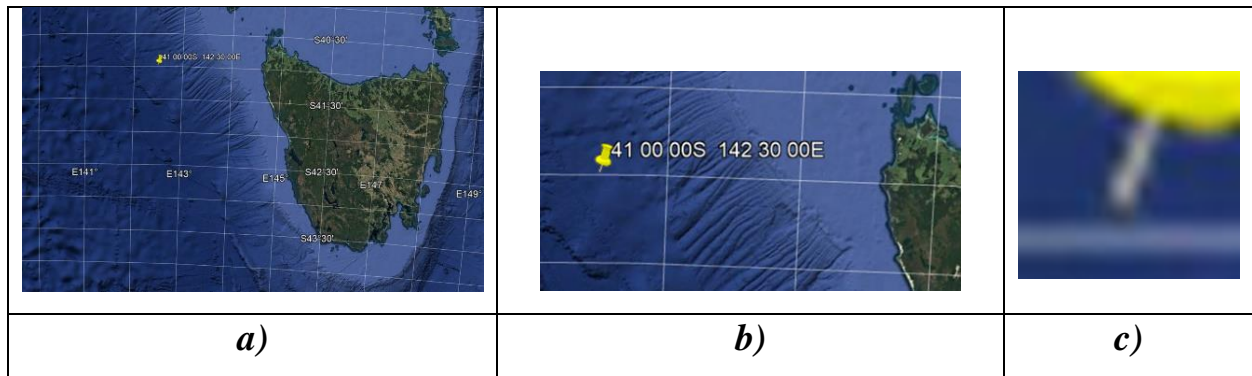 S40°30'
41 00 00S 142 30 00E
S41°30'
E141°
E143°
E145°
S42°30'
E147°
E149°
S43°30'
41 00 00S 142 30 00E
a)
b)
c)